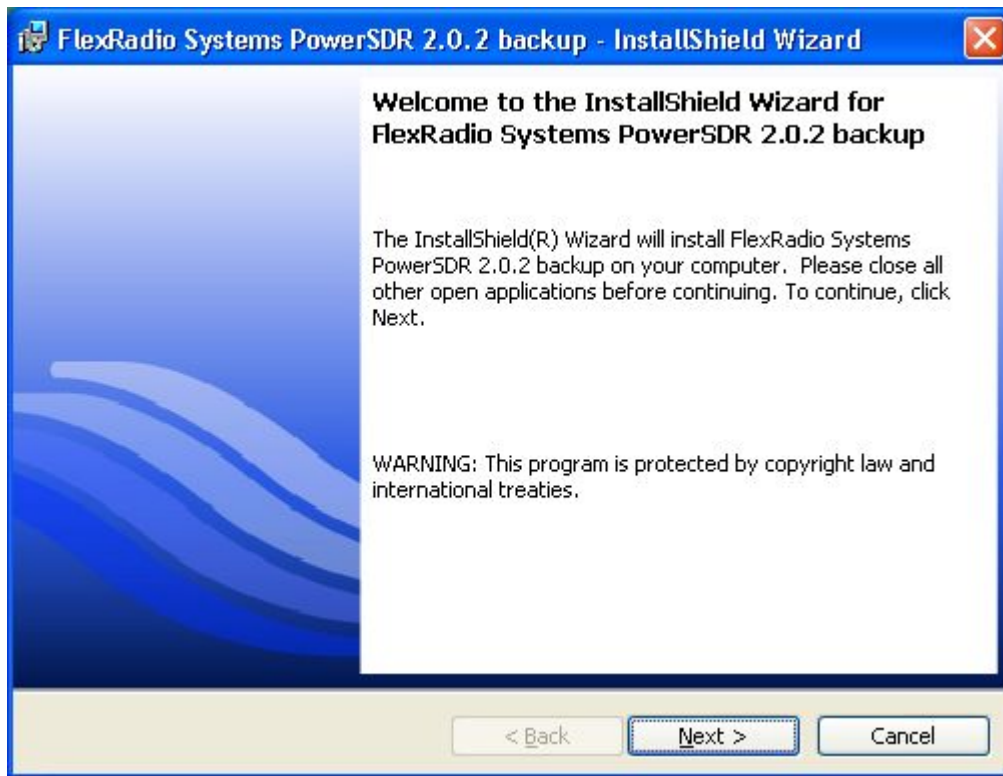 FlexRadio Systems PowerSDR 2.0.2 backup - InstallShield Wizard
Welcome to the InstallShield Wizard for
FlexRadio Systems PowerSDR 2.0.2 backup
The InstallShield(R) Wizard will install FlexRadio Systems
PowerSDR 2.0.2 backup on your computer.  Please close all
other open applications before continuing. To continue, click
Next.
WARNING: This program is protected by copyright law and
international treaties.
< Back
Next >
Cancel